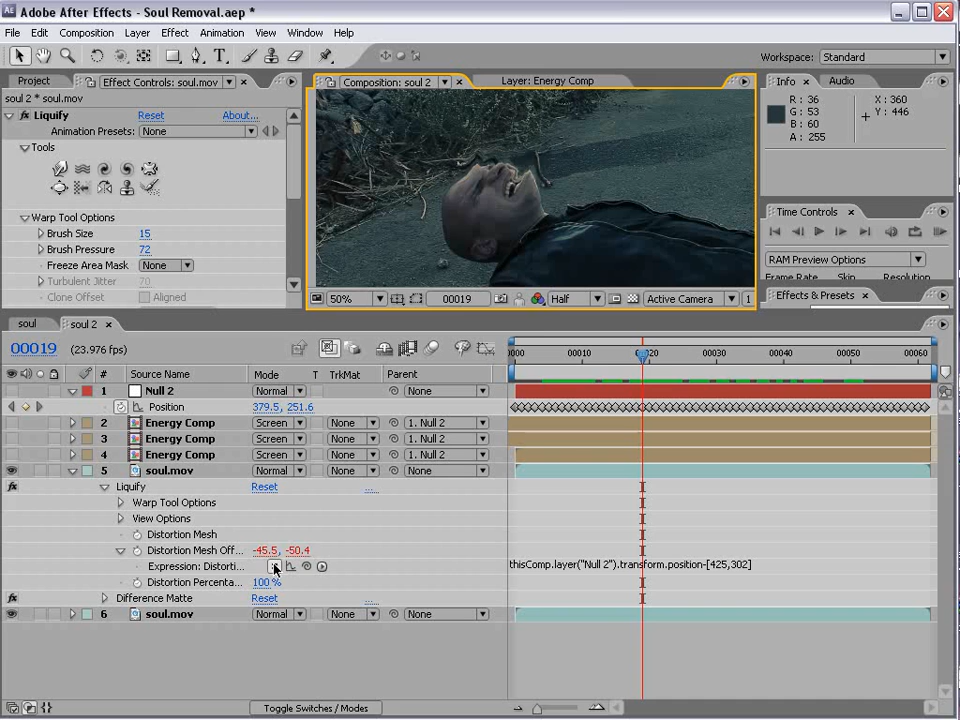 Adobe After Effects - Soul Removal.aep *
File Edit Composition Layer Effect Animation View Window Help
Workspace: Standard
Project Effect Controls: soul.mov
soul 2 * soul.mov
Liquify Reset About...
Animation Presets: None
Tools
Warp Tool Options
Brush Size 15
Brush Pressure 72
Freeze Area Mask None
Turbulent Jitter 70
Clone Offset Aligned
Composition: soul 2 Layer: Energy Comp
50% 00019 Half Active Camera 1
Info Audio
R: 36 X: 360
G: 53 Y: 446
B: 60
A: 255
Time Controls
RAM Preview Options
Frame Rate Skip Resolution
Effects & Presets
soul soul 2
00019 (23.976 fps)
0000 00010 00020 00030 00040 00050 00060
# Source Name Mode T TrkMat Parent
1 Null 2 Normal None
Position 379.5, 251.6
2 Energy Comp Screen None 1. Null 2
3 Energy Comp Screen None 1. Null 2
4 Energy Comp Screen None 1. Null 2
5 soul.mov Normal None None
Liquify Reset ...
Warp Tool Options
View Options
Distortion Mesh
Distortion Mesh Off... -45.5, -50.4
Expression: Distorti... thisComp.layer("Null 2").transform.position-[425,302]
Distortion Percenta... 100 %
Difference Matte Reset ...
6 soul.mov Normal None None
Toggle Switches / Modes